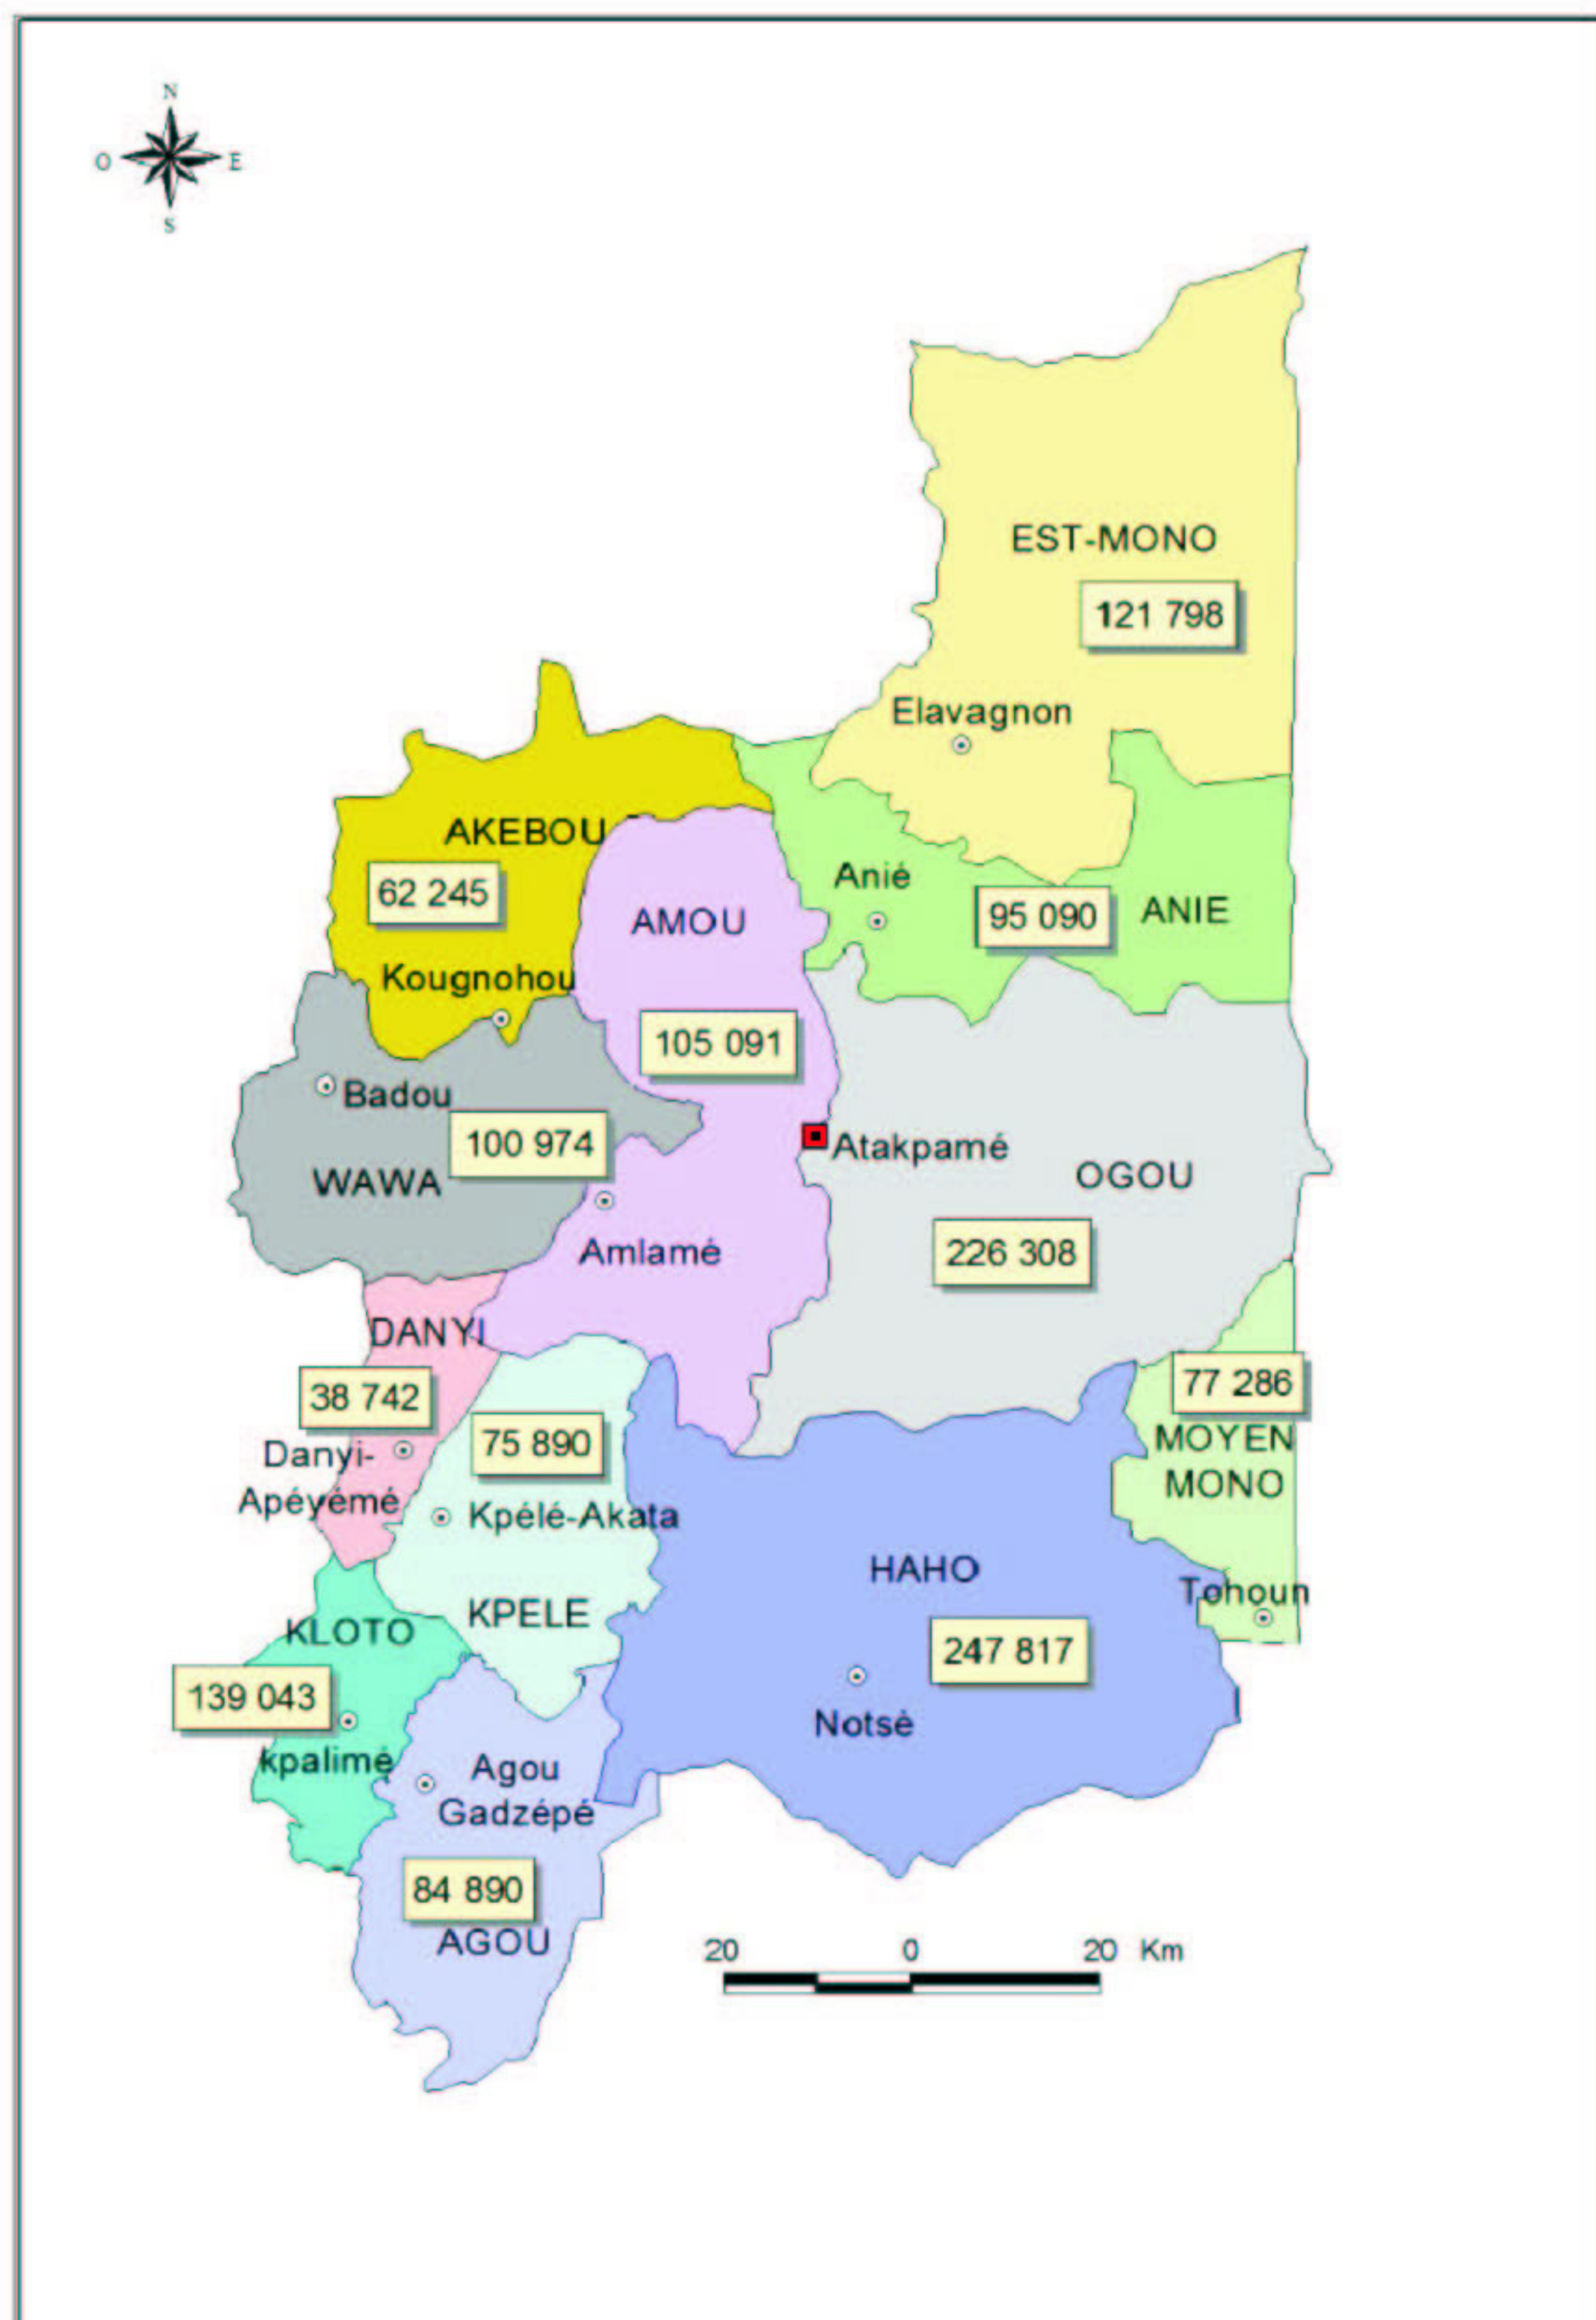 N
O E
S
EST-MONO
121 798
Elavagnon
AKEBOU
62 245
Anié
95 090
ANIE
AMOU
Kougnohou
105 091
Badou
100 974
Atakpamé
WAWA
OGOU
226 308
Amlamé
DANYI
38 742
77 286
75 890
MOYEN
MONO
Danyi-
Apéyémé
Kpélé-Akata
HAHO
Tohoun
KPELE
KLOTO
247 817
139 043
Notsé
kpalimé
Agou
Gadzépé
84 890
AGOU
20 0 20 Km